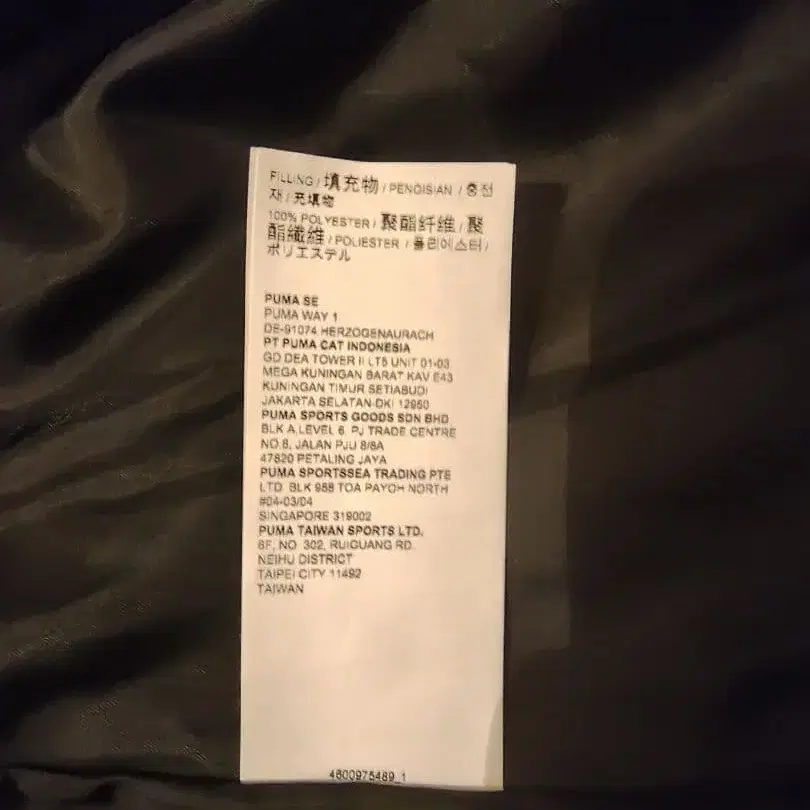 FILLING / 填充物 / PENGISIAN / 충전
재 / 充填物
100% POLYESTER / 聚酯纤维 / 聚
酯纖維 / POLIESTER / 폴리에스터 /
ポリエステル
PUMA SE
PUMA WAY 1
DE-91074 HERZOGENAURACH
PT PUMA CAT INDONESIA
GD DEA TOWER II LT5 UNIT 01-03
MEGA KUNINGAN BARAT KAV E43
KUNINGAN TIMUR SETIABUDI
JAKARTA SELATAN-DKI 12950
PUMA SPORTS GOODS SDN BHD
BLK A,LEVEL 6 PJ TRADE CENTRE
NO.8, JALAN PJU 8/8A
47820 PETALING JAYA
PUMA SPORTSSEA TRADING PTE
LTD BLK 998 TOA PAYOH NORTH
#04-03/04
SINGAPORE 319002
PUMA TAIWAN SPORTS LTD.
8F, NO. 302, RUIGUANG RD.
NEIHU DISTRICT
TAIPEI CITY 11492
TAIWAN
4600975489_1